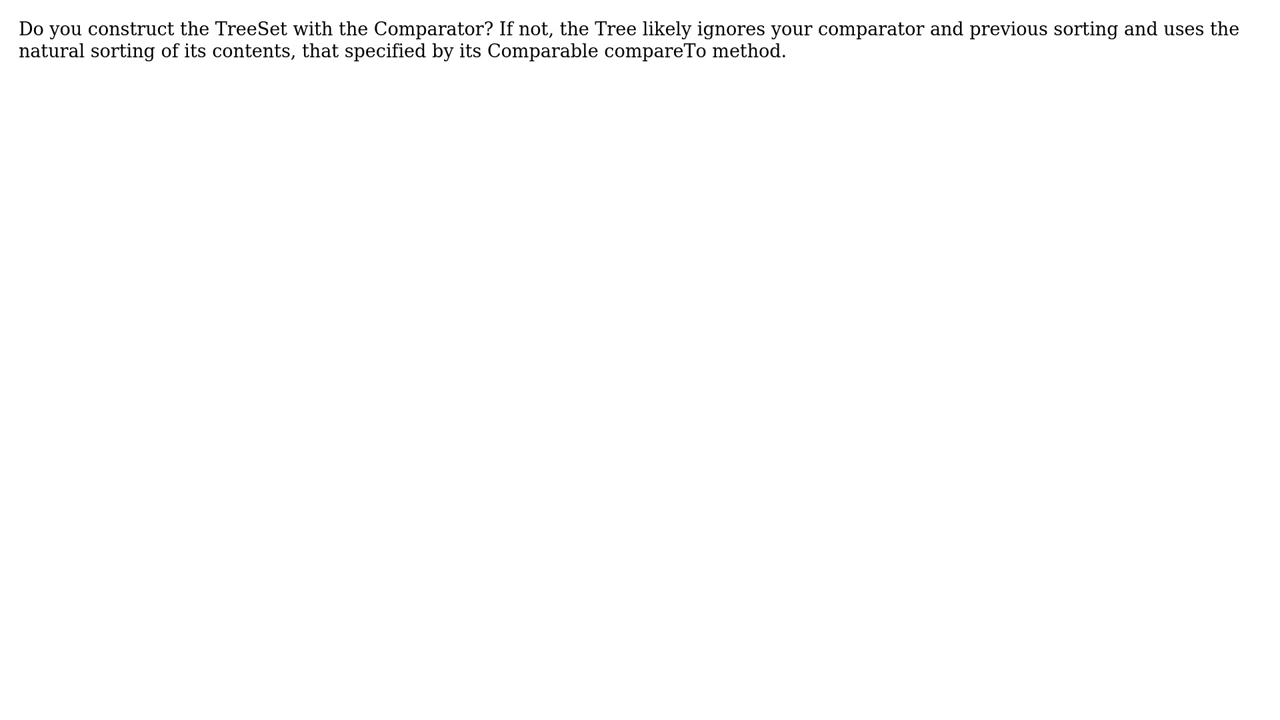 Do you construct the TreeSet with the Comparator? If not, the Tree likely ignores your comparator and previous sorting and uses the
natural sorting of its contents, that specified by its Comparable compareTo method.